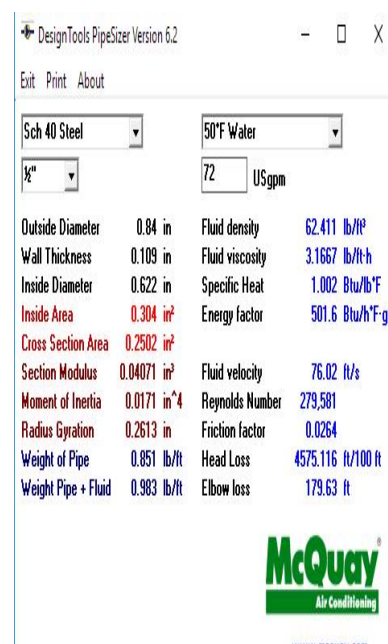 DesignTools PipeSizer Version 6.2
Exit Print About
Sch 40 Steel 50°F Water
½" 72 USgpm
Outside Diameter 0.84 in Fluid density 62.411 lb/ft³
Wall Thickness 0.109 in Fluid viscosity 3.1667 lb/ft·h
Inside Diameter 0.622 in Specific Heat 1.002 Btu/lb°F
Inside Area 0.304 in² Energy factor 501.6 Btu/h°F·g
Cross Section Area 0.2502 in²
Section Modulus 0.04071 in³ Fluid velocity 76.02 ft/s
Moment of Inertia 0.0171 in^4 Reynolds Number 279,581
Radius Gyration 0.2613 in Friction factor 0.0264
Weight of Pipe 0.851 lb/ft Head Loss 4575.116 ft/100 ft
Weight Pipe + Fluid 0.983 lb/ft Elbow loss 179.63 ft
McQuay®
Air Conditioning